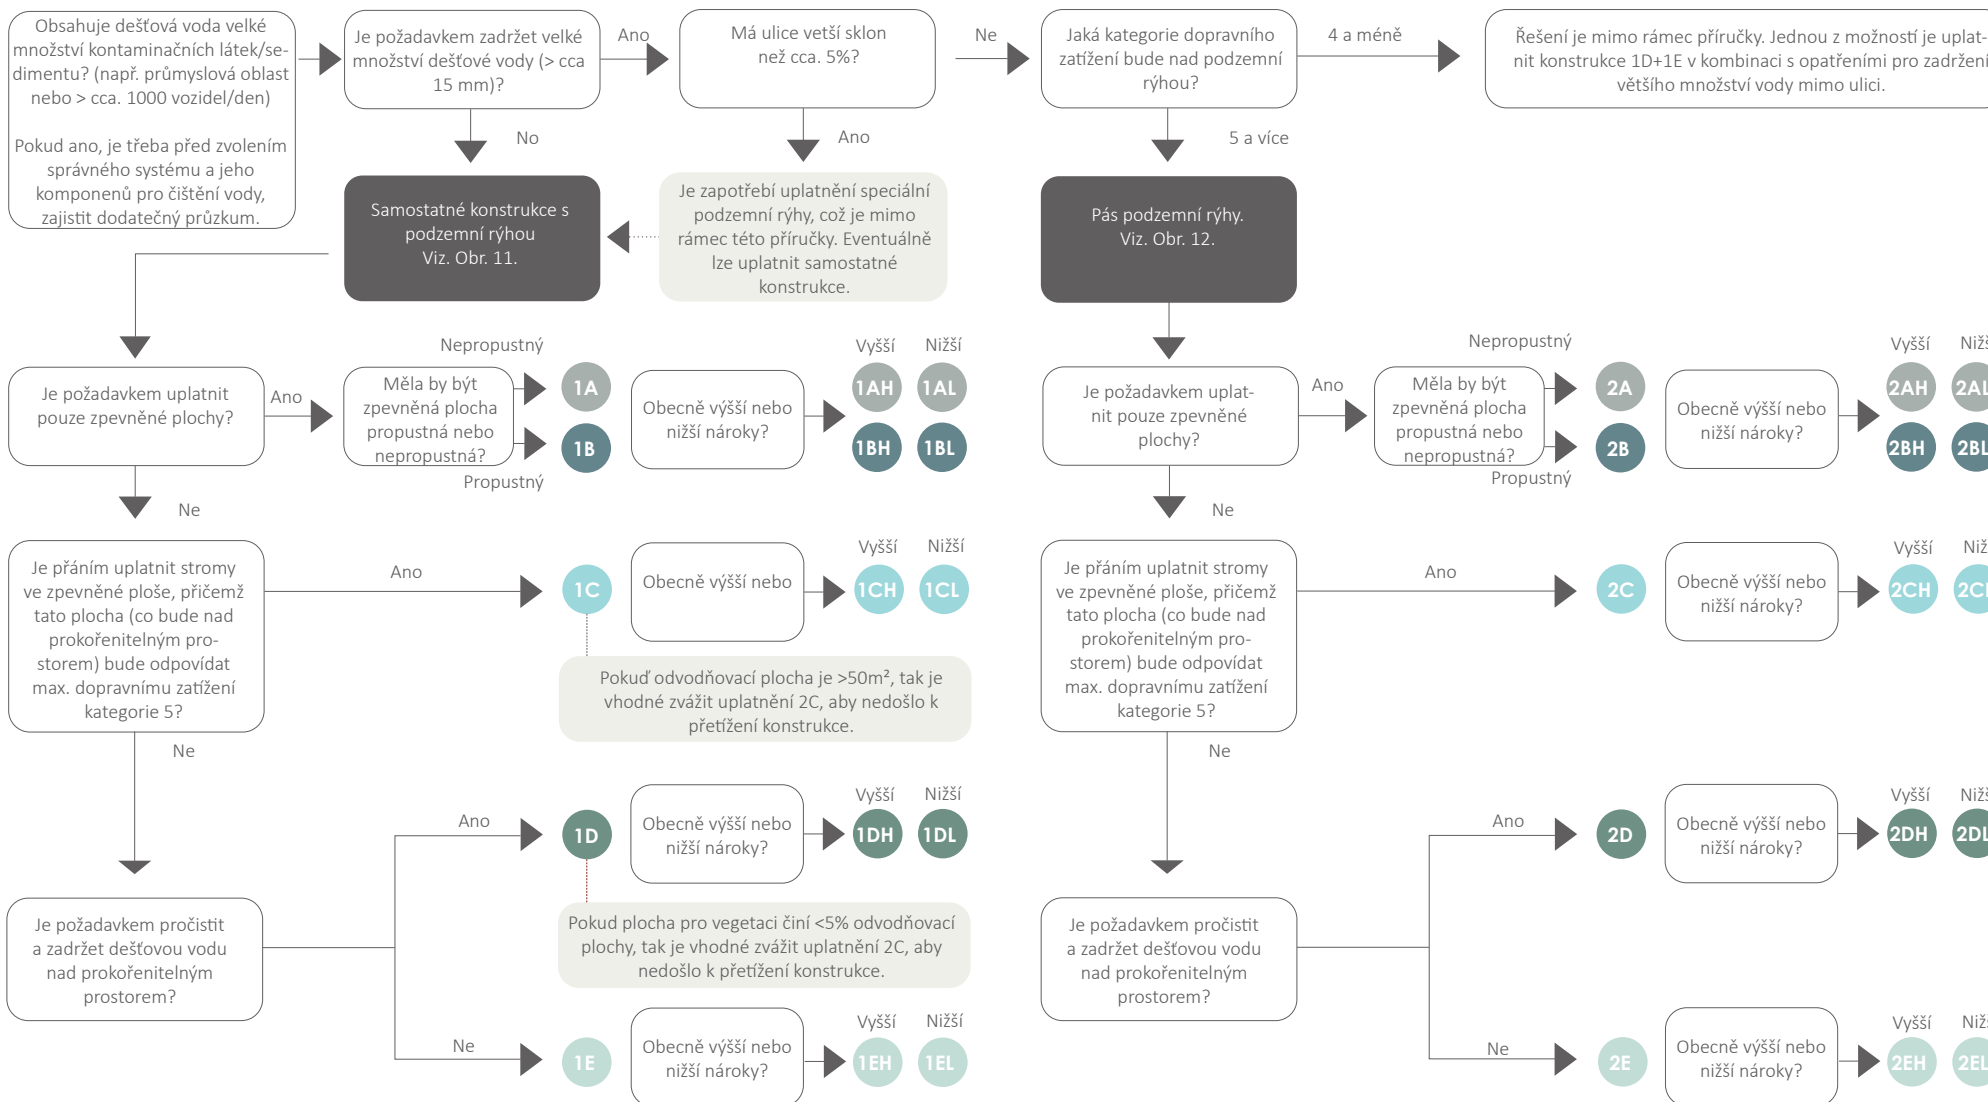 Obsahuje dešťová voda velké
množství kontaminačních látek/se-
dimentu? (např. průmyslová oblast
nebo > cca. 1000 vozidel/den)
Pokud ano, je třeba před zvolením
správného systému a jeho
komponenů pro čištění vody,
zajistit dodatečný průzkum.
Je požadavkem zadržet velké
množství dešťové vody (> cca
15 mm)?
Ano
No
Má ulice vetší sklon
než cca. 5%?
Ne
Ano
Jaká kategorie dopravního
zatížení bude nad podzemní
rýhou?
4 a méně
5 a více
Řešení je mimo rámec příručky. Jednou z možností je uplat-
nit konstrukce 1D+1E v kombinaci s opatřeními pro zadržení
většího množství vody mimo ulici.
Samostatné konstrukce s
podzemní rýhou
Viz. Obr. 11.
Je zapotřebí uplatnění speciální
podzemní rýhy, což je mimo
rámec této příručky. Eventuálně
lze uplatnit samostatné
konstrukce.
Pás podzemní rýhy.
Viz. Obr. 12.
Je požadavkem uplatnit
pouze zpevněné plochy?
Ano
Měla by být
zpevněná plocha
propustná nebo
nepropustná?
Nepropustný
Propustný
1A
1B
Obecně výšší nebo
nižší nároky?
Vyšší Nižší
1AH 1AL
1BH 1BL
Ne
Je přáním uplatnit stromy
ve zpevněné ploše, přičemž
tato plocha (co bude nad
prokořenitelným pro-
storem) bude odpovídat
max. dopravnímu zatížení
kategorie 5?
Ano
1C
Obecně výšší nebo
Vyšší Nižší
1CH 1CL
Pokuď odvodňovací plocha je >50m², tak je
vhodné zvážit uplatnění 2C, aby nedošlo k
přetížení konstrukce.
Ne
Je požadavkem pročistit
a zadržet dešťovou vodu
nad prokořenitelným
prostorem?
Ano
1D
Obecně výšší nebo
nižší nároky?
Vyšší Nižší
1DH 1DL
Pokud plocha pro vegetaci činí <5% odvodňovací
plochy, tak je vhodné zvážit uplatnění 2C, aby
nedošlo k přetížení konstrukce.
Ne
1E
Obecně výšší nebo
nižší nároky?
Vyšší Nižší
1EH 1EL
Je požadavkem uplat-
nit pouze zpevněné
plochy?
Ano
Měla by být
zpevněná plocha
propustná nebo
nepropustná?
Nepropustný
Propustný
2A
2B
Obecně výšší nebo
nižší nároky?
Vyšší
2AH 2AL
2BH 2BL
Ne
Je přáním uplatnit stromy
ve zpevněné ploše, přičemž
tato plocha (co bude nad
prokořenitelným pro-
storem) bude odpovídat
max. dopravnímu zatížení
kategorie 5?
Ano
2C
Obecně výšší nebo
nižší nároky?
Vyšší
2CH
Ne
Je požadavkem pročistit
a zadržet dešťovou vodu
nad prokořenitelným
prostorem?
Ano
2D
Obecně výšší nebo
nižší nároky?
Vyšší
2DH 2DL
Ne
2E
Obecně výšší nebo
nižší nároky?
Vyšší
2EH 2EL